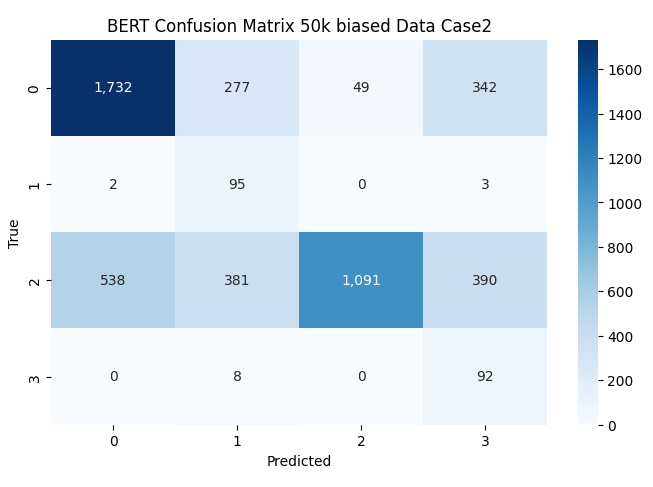 BERT Confusion Matrix 50k biased Data Case2
0 1,732 277 49 342
1 2 95 0 3
2 538 381 1,091 390
3 0 8 0 92
0 1 2 3
Predicted
True
1600
1400
1200
1000
800
600
400
200
0